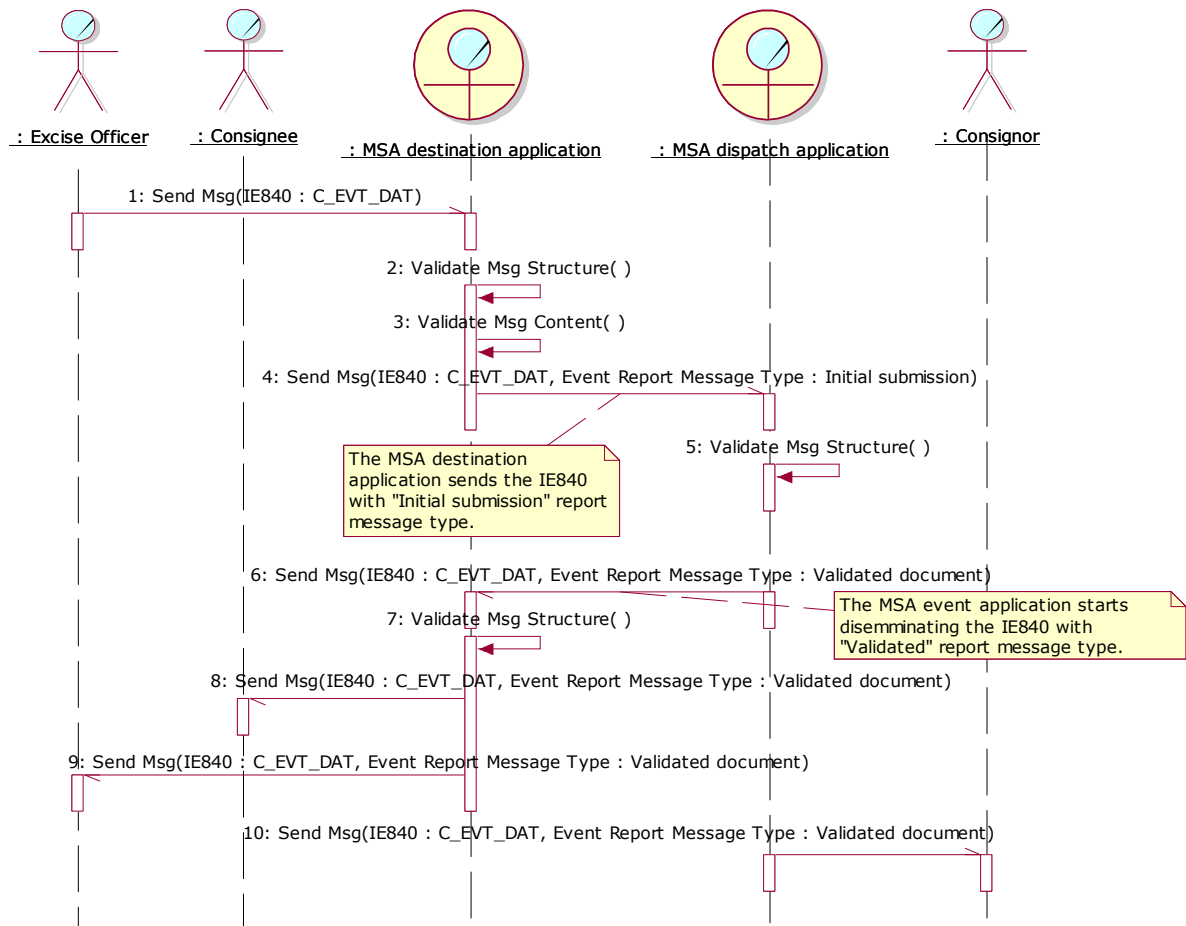 : Excise Officer
: Consignee
: MSA destination application
: MSA dispatch application
: Consignor
1: Send Msg(IE840 : C_EVT_DAT)
2: Validate Msg Structure( )
3: Validate Msg Content( )
4: Send Msg(IE840 : C_EVT_DAT, Event Report Message Type : Initial submission)
The MSA destination
application sends the IE840
with "Initial submission" report
message type.
5: Validate Msg Structure( )
6: Send Msg(IE840 : C_EVT_DAT, Event Report Message Type : Validated document)
The MSA event application starts
disemminating the IE840 with
"Validated" report message type.
7: Validate Msg Structure( )
8: Send Msg(IE840 : C_EVT_DAT, Event Report Message Type : Validated document)
9: Send Msg(IE840 : C_EVT_DAT, Event Report Message Type : Validated document)
10: Send Msg(IE840 : C_EVT_DAT, Event Report Message Type : Validated document)